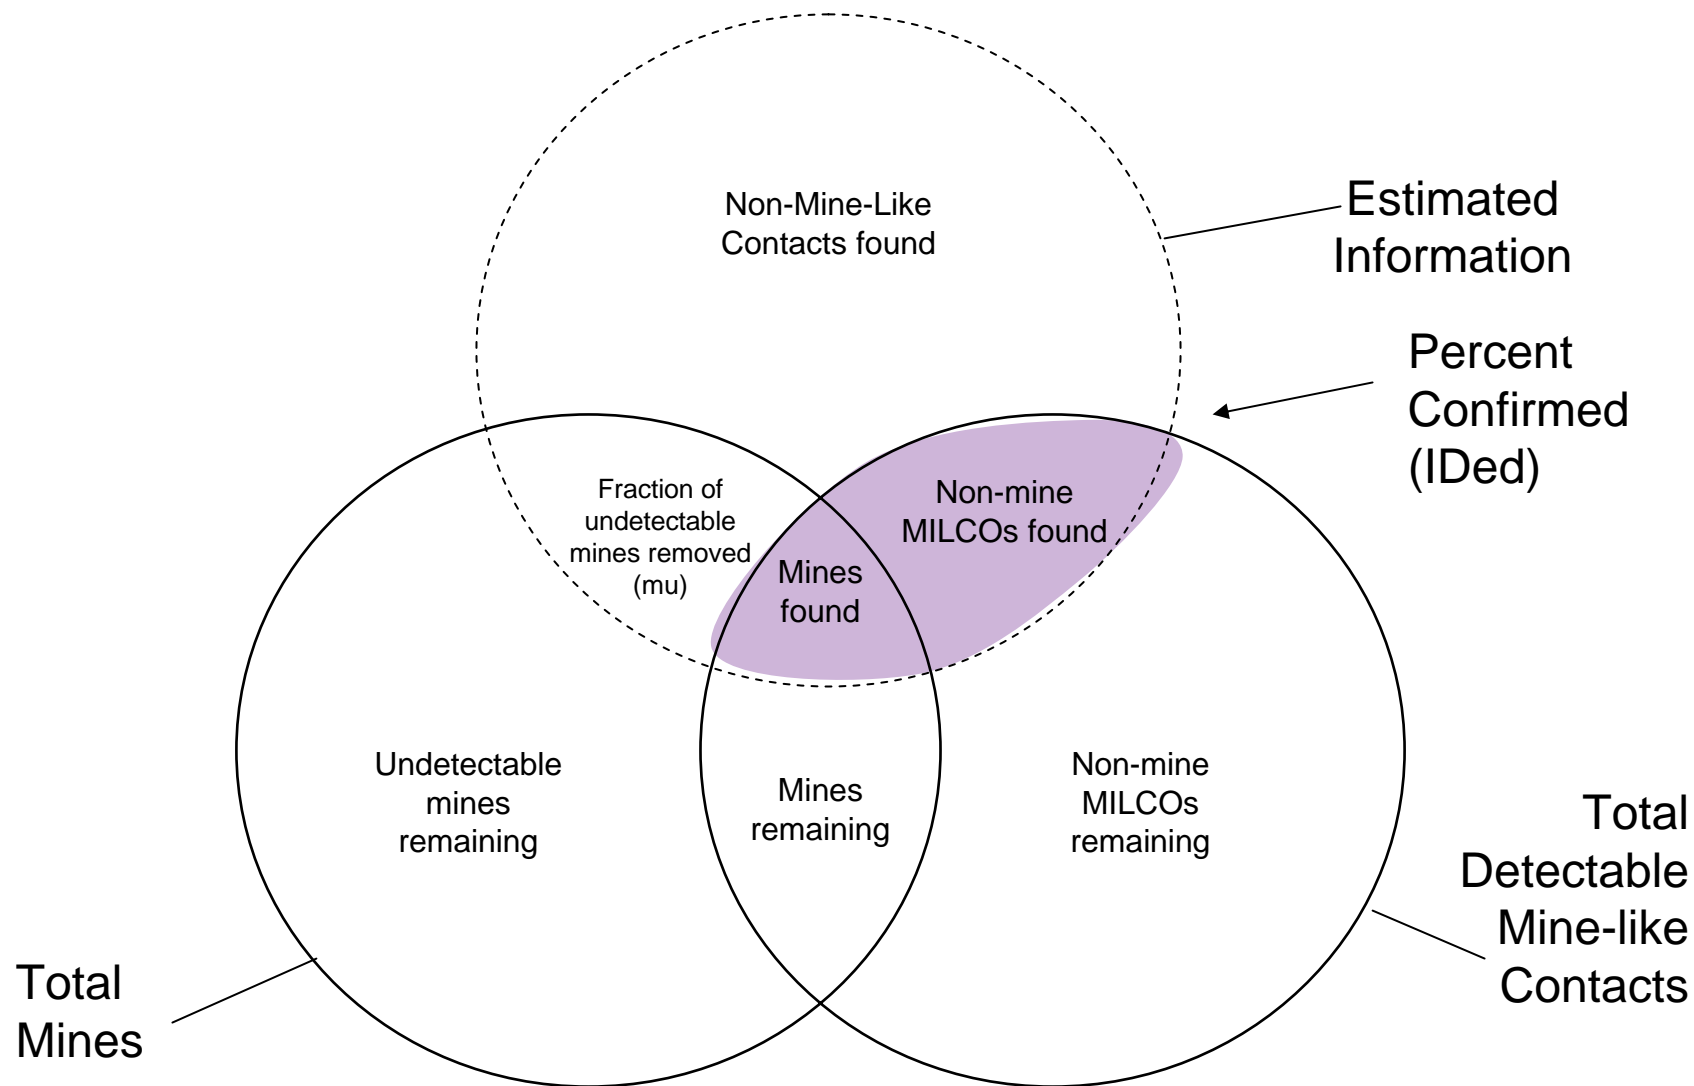 Non-Mine-Like
Contacts found
Estimated
Information
Percent
Confirmed
(IDed)
Fraction of
undetectable
mines removed
(mu)
Non-mine
MILCOs found
Mines
found
Undetectable
mines
remaining
Mines
remaining
Non-mine
MILCOs
remaining
Total
Detectable
Mine-like
Contacts
Total
Mines